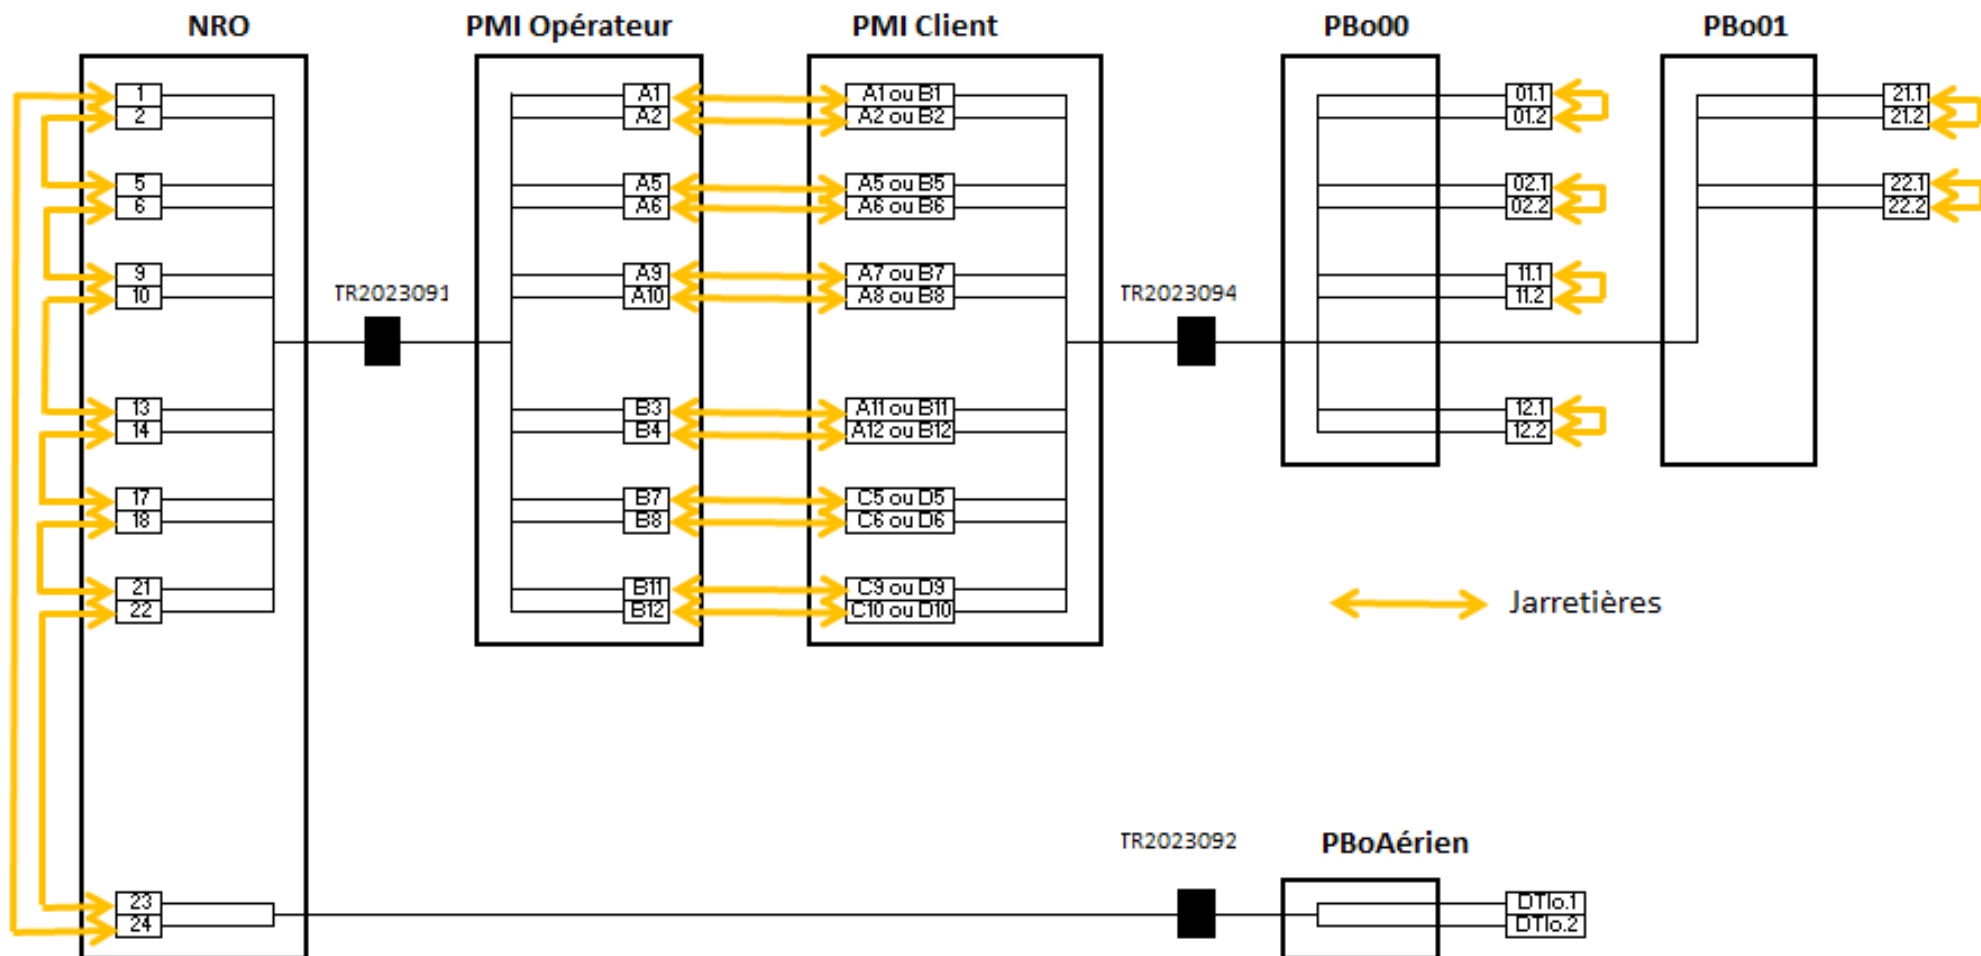 NRO
PMI Opérateur
PMI Client
PBo00
PBo01
1
2
5
6
9
10
13
14
17
18
21
22
23
24
TR2023091
A1
A2
A5
A6
A9
A10
B3
B4
B7
B8
B11
B12
A1 ou B1
A2 ou B2
A5 ou B5
A6 ou B6
A7 ou B7
A8 ou B8
A11 ou B11
A12 ou B12
C5 ou D5
C6 ou D6
C9 ou D9
C10 ou D10
TR2023094
01.1
01.2
02.1
02.2
11.1
11.2
12.1
12.2
21.1
21.2
22.1
22.2
Jarretières
TR2023092
PBoAérien
DTIo.1
DTIo.2